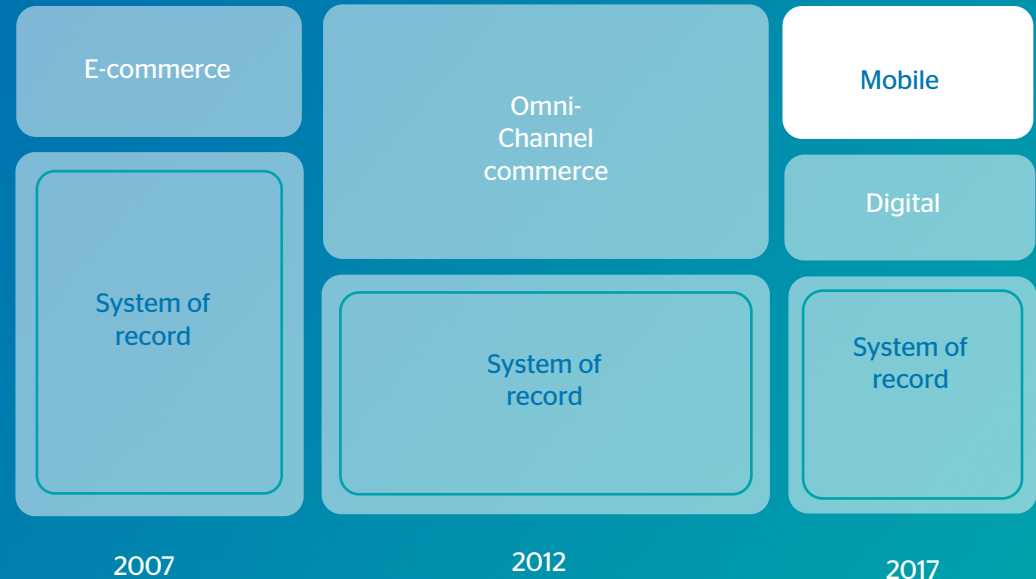 E-commerce
System of
record
2007
Omni-
Channel
commerce
System of
record
2012
Mobile
Digital
System of
record
2017